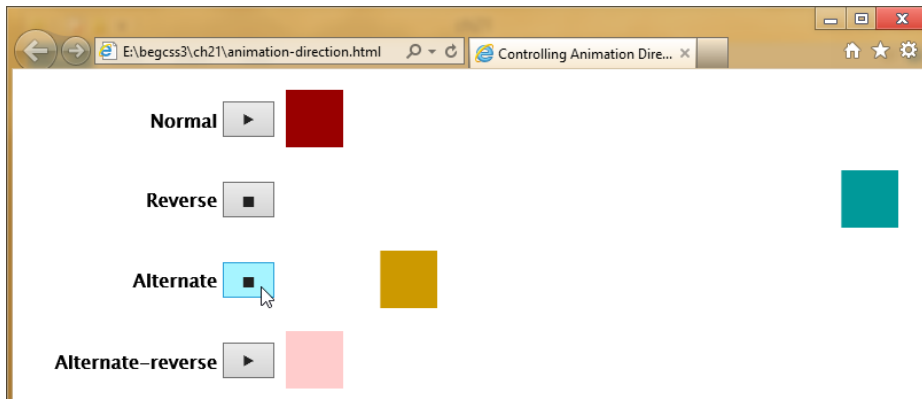 E:\begcss3\ch21\animation-direction.html
Controlling Animation Dire...
Normal
Reverse
Alternate
Alternate-reverse